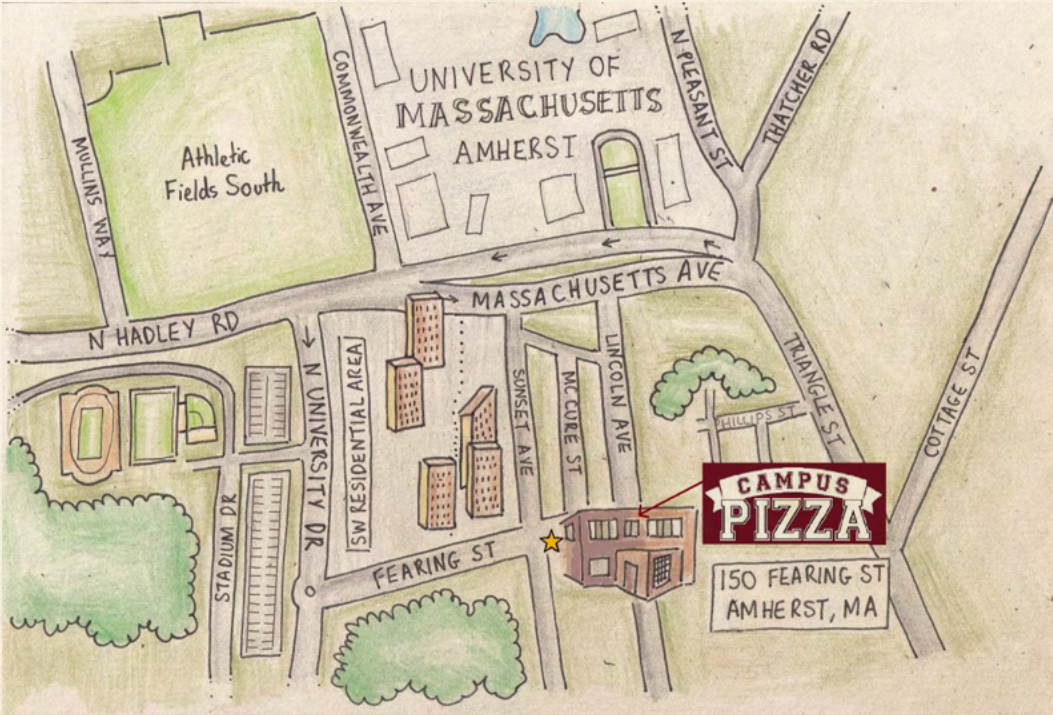 UNIVERSITY OF
MASSACHUSETTS
AMHERST
N PLEASANT ST
THATCHER RD
COMMONWEALTH AVE
MULLINS WAY
Athletic
Fields South
MASSACHUSETTS AVE
N HADLEY RD
TRIANGLE ST
COTTAGE ST
N UNIVERSITY DR
SW RESIDENTIAL AREA
SUNSET AVE
MC CURE ST
LINCOLN AVE
PHILLIPS ST
CAMPUS
PIZZA
STADIUM DR
FEARING ST
150 FEARING ST
AMHERST, MA